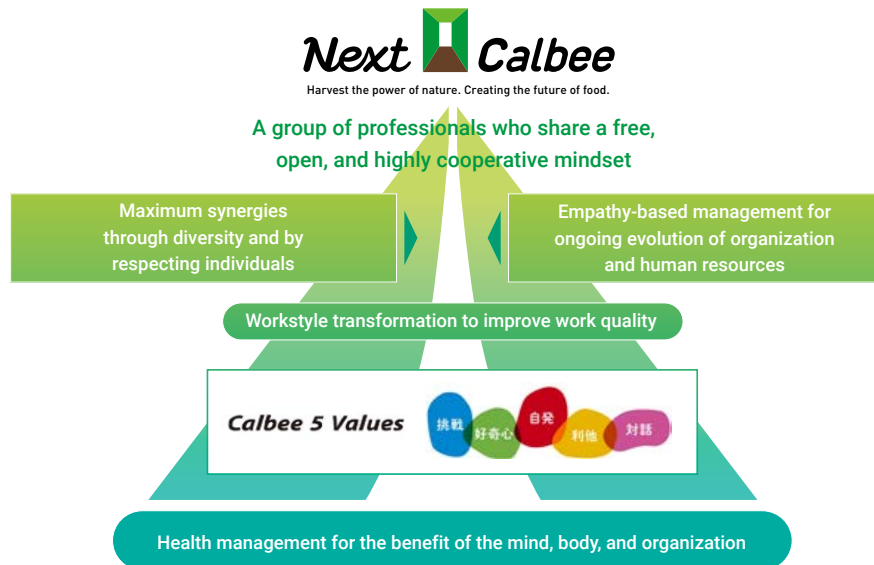 Next Calbee
Harvest the power of nature. Creating the future of food.
A group of professionals who share a free,
open, and highly cooperative mindset
Maximum synergies
through diversity and by
respecting individuals
Empathy-based management for
ongoing evolution of organization
and human resources
Workstyle transformation to improve work quality
Calbee 5 Values
挑戦
好奇心
自発
利他
対話
Health management for the benefit of the mind, body, and organization